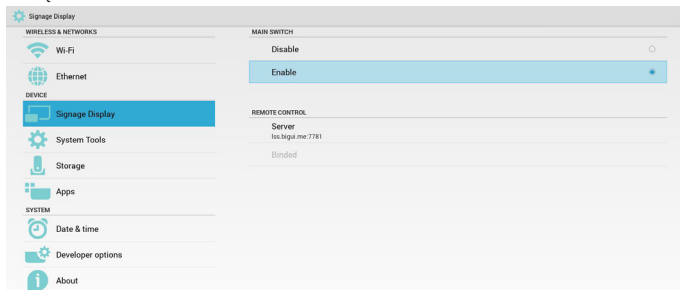 Signage Display
WIRELESS & NETWORKS
Wi-Fi
Ethernet
DEVICE
Signage Display
System Tools
Storage
Apps
SYSTEM
Date & time
Developer options
About
MAIN SWITCH
Disable
Enable
REMOTE CONTROL
Server
lss.bigui.me:7781
Binded